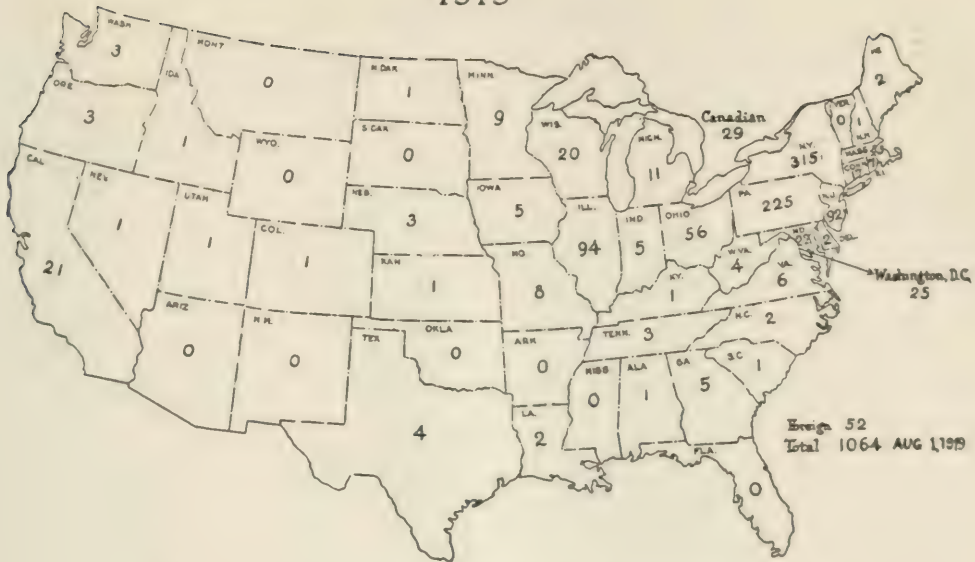 1919
WASH
3
MONT
0
N.DAK
1
MINN.
9
ME.
2
ORE
3
IDA
1
S.DAK
0
WIS.
20
MICH.
11
Canadian
29
VER.
0
1
N.H.
N.Y.
315
MASS
CON
R.I.
WYO.
0
CAL
21
NEV.
1
UTAH
1
COL.
1
NEB.
3
IOWA
5
ILL.
94
IND.
5
OHIO
56
PA
225
N.J.
92
MD
DEL
W.VA.
4
VA.
6
Washington, D.C.
25
KAN
1
MO.
8
KY.
1
ARIZ
0
N.M.
0
TEX
4
OKLA
0
ARK
0
TENN.
3
N.C.
2
S.C
1
MISS.
0
ALA
1
GA
5
LA.
2
FLA.
0
Foreign 52
Total 1064 AUG 1, 1919